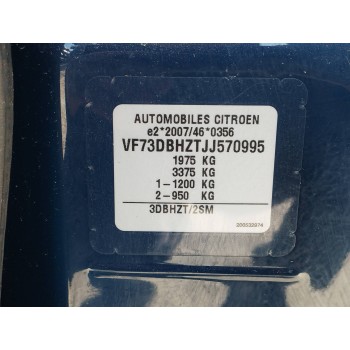 AUTOMOBILES CITROEN
e2*2007/46*0356
VF73DBHZTJJ570995
1975 KG
3375 KG
1-1200 KG
2-950 KG
3DBHZT/2SM